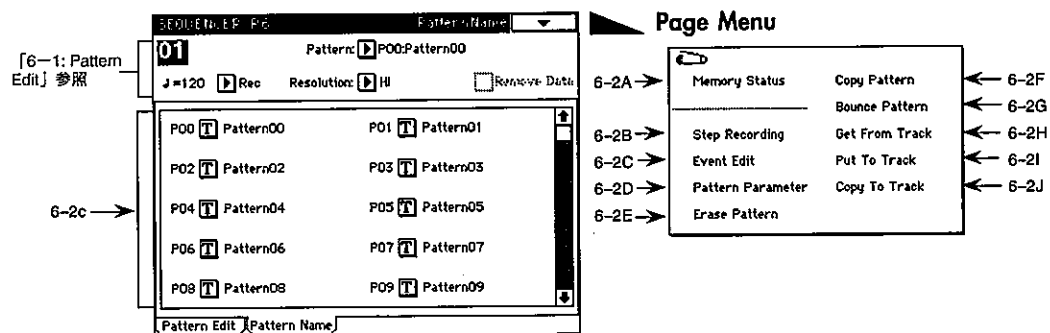 SEQUENCER P6 PatternName
「6-1: Pattern Edit」参照
01 Pattern: P00:Pattern00
♩=120 Rec Resolution: HI Remove Data
6-2c
P00 T Pattern00 P01 T Pattern01
P02 T Pattern02 P03 T Pattern03
P04 T Pattern04 P05 T Pattern05
P06 T Pattern06 P07 T Pattern07
P08 T Pattern08 P09 T Pattern09
Pattern Edit Pattern Name
Page Menu
6-2A Memory Status Copy Pattern 6-2F
Bounce Pattern 6-2G
6-2B Step Recording Get From Track 6-2H
6-2C Event Edit Put To Track 6-2I
6-2D Pattern Parameter Copy To Track 6-2J
6-2E Erase Pattern